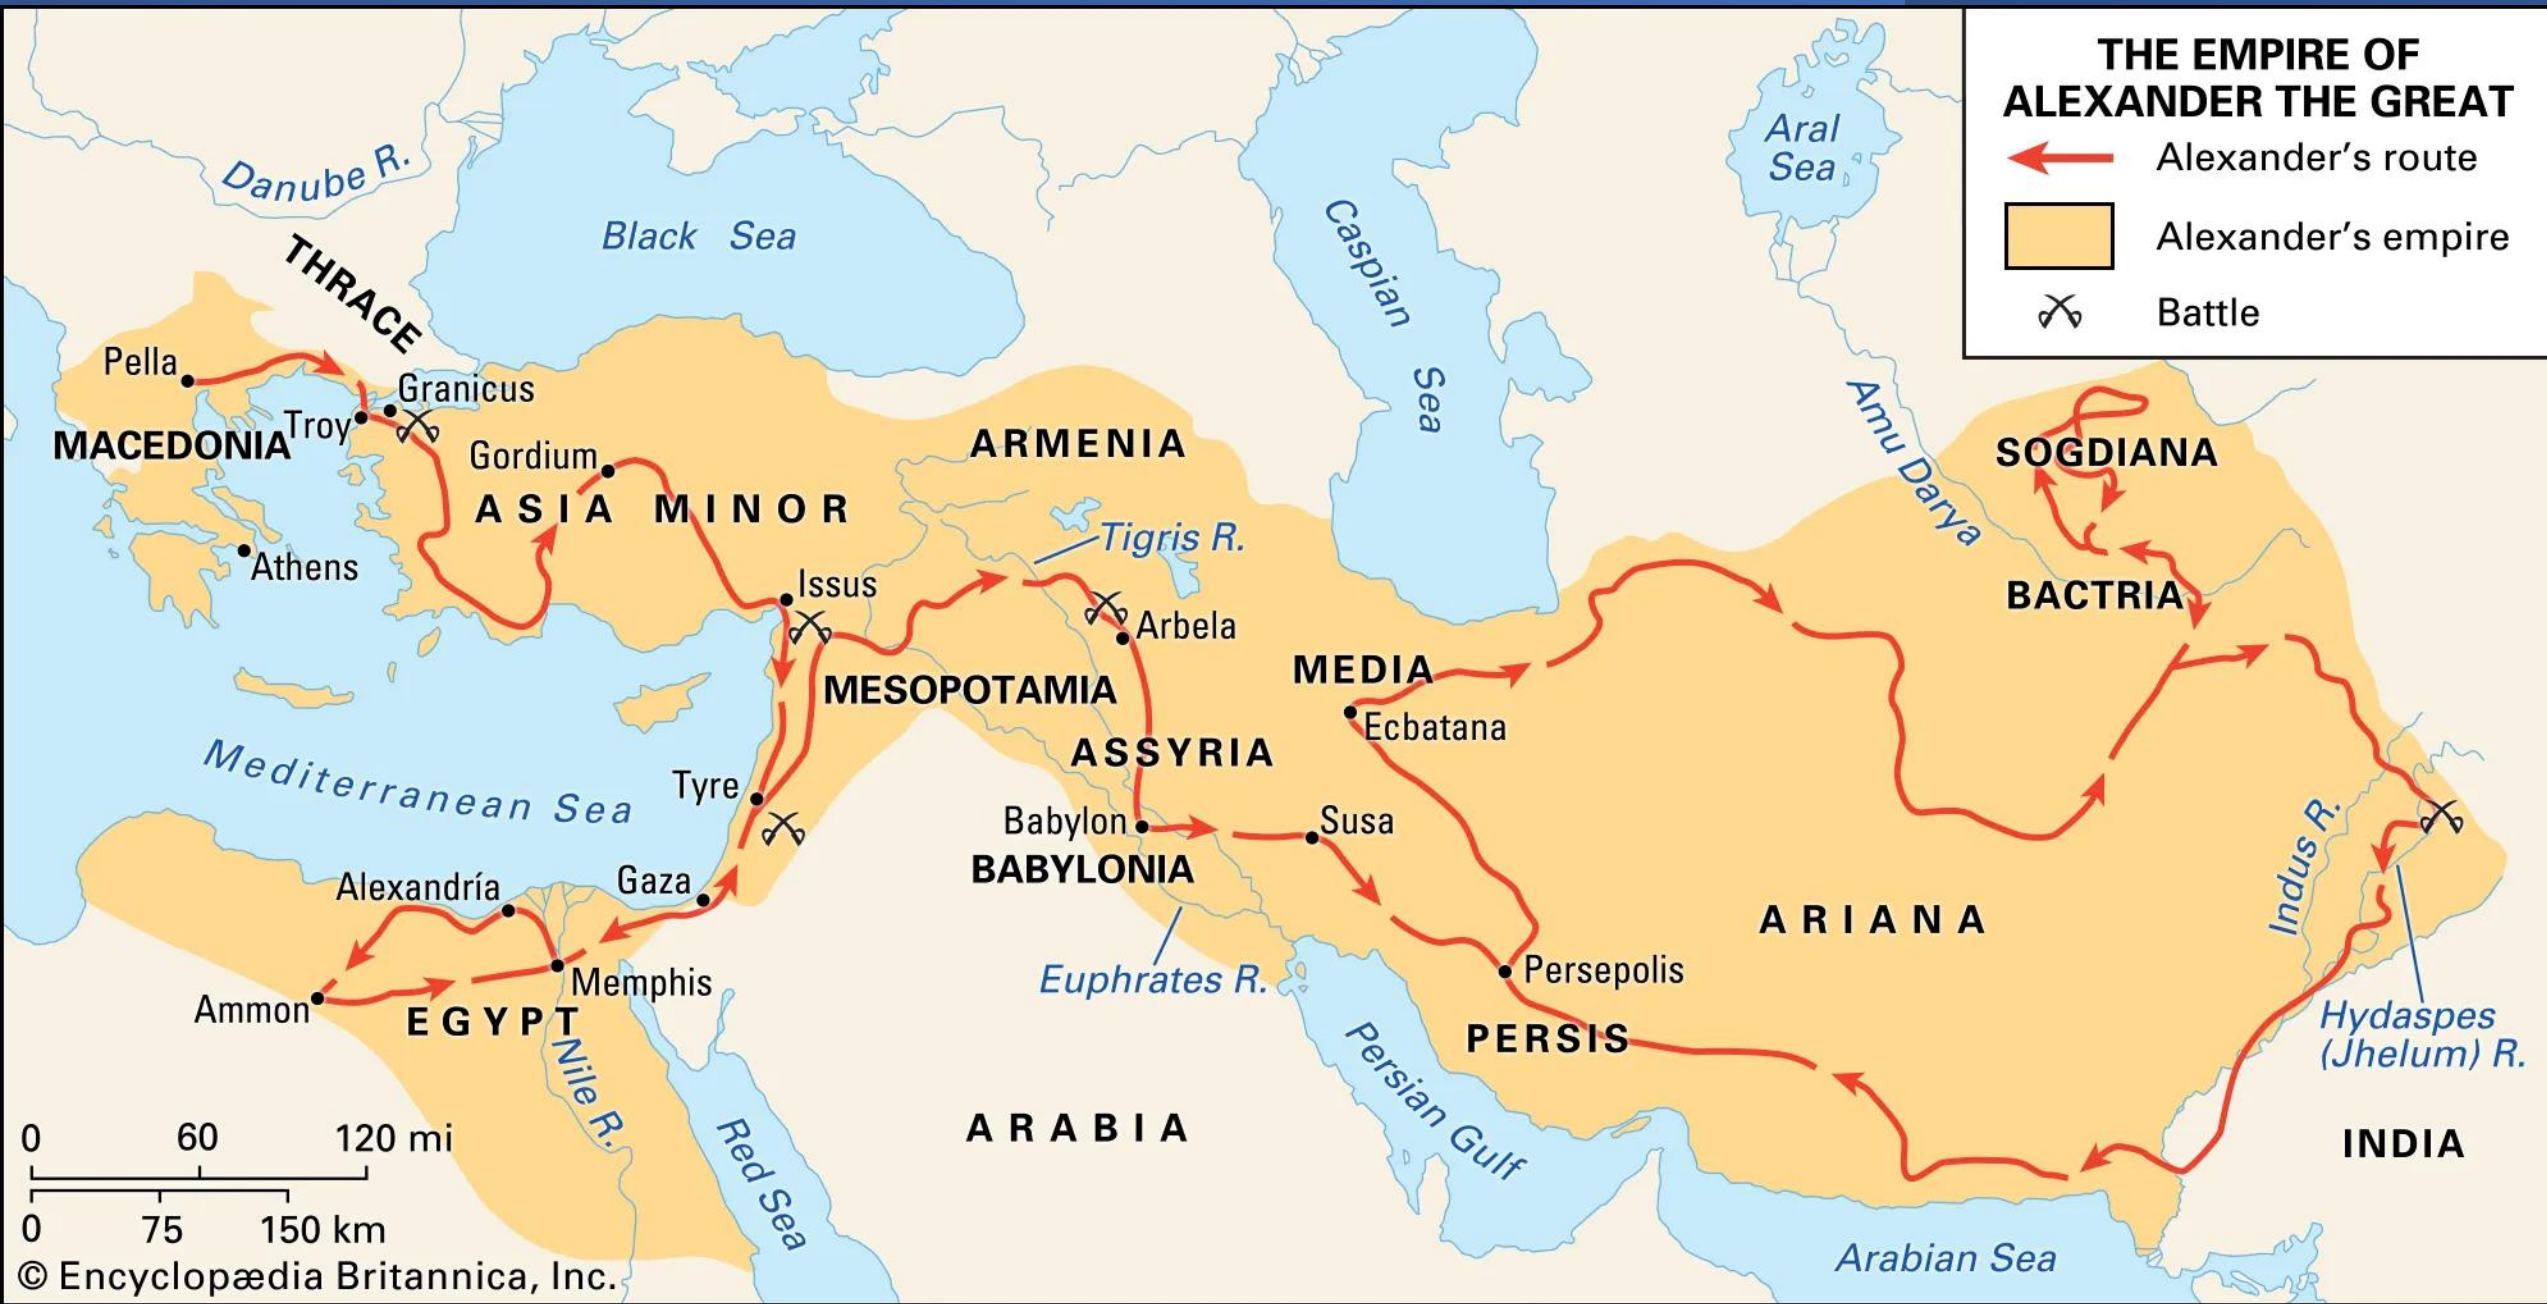 THE EMPIRE OF
ALEXANDER THE GREAT
Alexander's route
Alexander's empire
Battle
Danube R.
Black Sea
Caspian
Sea
Aral
Sea
THRACE
Pella
Granicus
Troy
MACEDONIA
Gordium
ASIA MINOR
ARMENIA
Amu Darya
SOGDIANA
Athens
Tigris R.
Issus
BACTRIA
Arbela
MEDIA
MESOPOTAMIA
Ecbatana
ASSYRIA
Mediterranean Sea
Tyre
Babylon
Susa
BABYLONIA
Indus R.
Alexandría
Gaza
ARIANA
Euphrates R.
Persepolis
Memphis
Ammon
EGYPT
PERSIS
Nile R.
Hydaspes
(Jhelum) R.
Persian Gulf
Red Sea
ARABIA
INDIA
Arabian Sea
0 60 120 mi
0 75 150 km
© Encyclopædia Britannica, Inc.